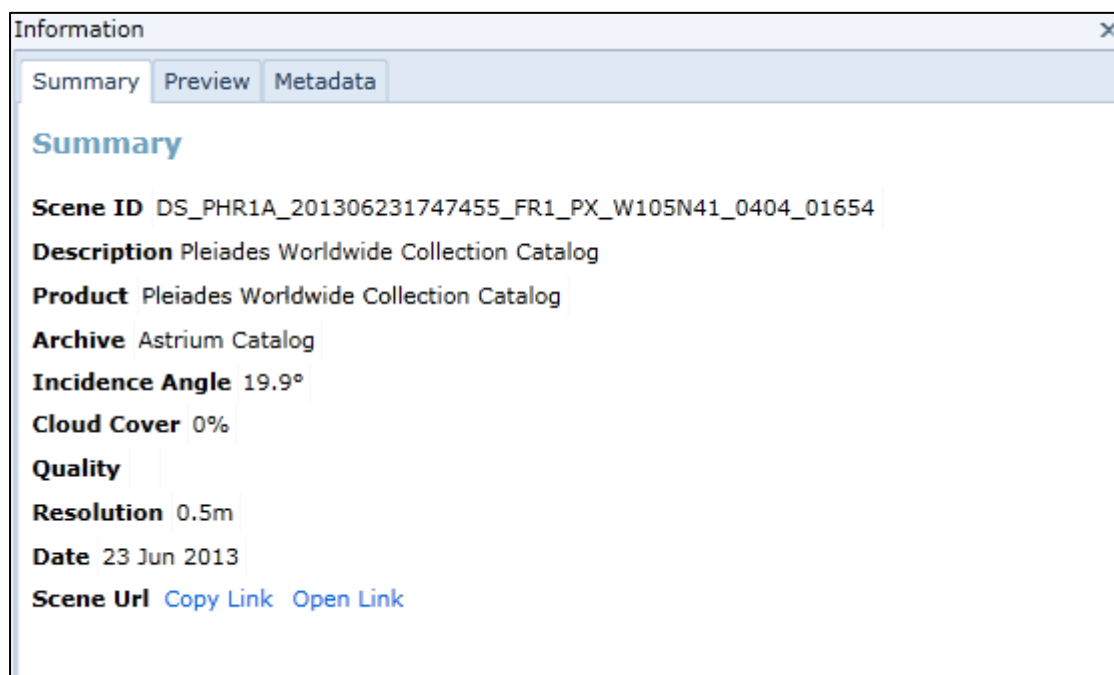 Information
Summary Preview Metadata
Summary
Scene ID DS_PHR1A_201306231747455_FR1_PX_W105N41_0404_01654
Description Pleiades Worldwide Collection Catalog
Product Pleiades Worldwide Collection Catalog
Archive Astrium Catalog
Incidence Angle 19.9°
Cloud Cover 0%
Quality
Resolution 0.5m
Date 23 Jun 2013
Scene Url Copy Link Open Link